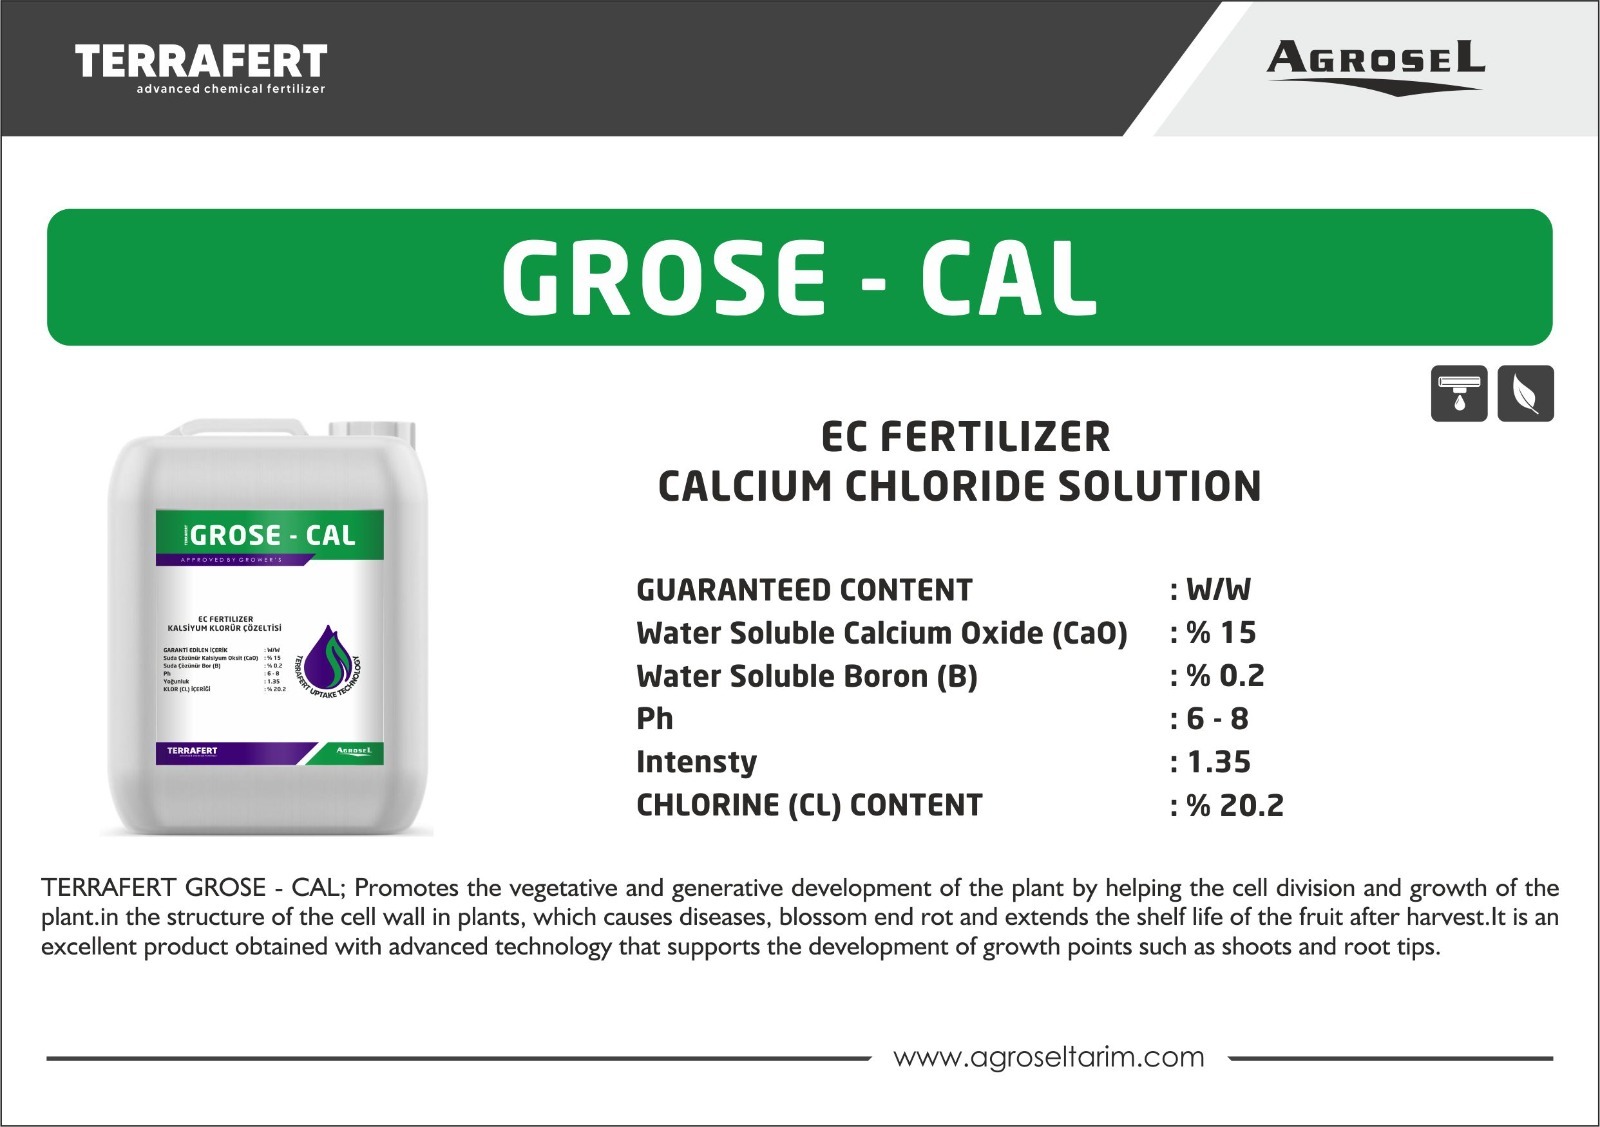 TERRAFERT
advanced chemical fertilizer
AGROSEL
GROSE - CAL
EC FERTILIZER
CALCIUM CHLORIDE SOLUTION
GUARANTEED CONTENT : W/W
Water Soluble Calcium Oxide (CaO) : % 15
Water Soluble Boron (B) : % 0.2
Ph : 6 - 8
Intensty : 1.35
CHLORINE (CL) CONTENT : % 20.2
TERRAFERT GROSE - CAL
APPROVED BY GROWER'S
EC FERTILIZER
KALSİYUM KLORÜR ÇÖZELTİSİ
GARANTİ EDİLEN İÇERİK : W/W
Suda Çözünür Kalsiyum Oksit (CaO) : % 15
Suda Çözünür Bor (B) : % 0.2
Ph : 6 - 8
Yoğunluk : 1.35
KLOR (CL) İÇERİĞİ : % 20.2
TERRAFERT UPTAKE TECHNOLOGY
TERRAFERT
AGROSEL
TERRAFERT GROSE - CAL; Promotes the vegetative and generative development of the plant by helping the cell division and growth of the
plant.in the structure of the cell wall in plants, which causes diseases, blossom end rot and extends the shelf life of the fruit after harvest.It is an
excellent product obtained with advanced technology that supports the development of growth points such as shoots and root tips.
www.agroseltarim.com